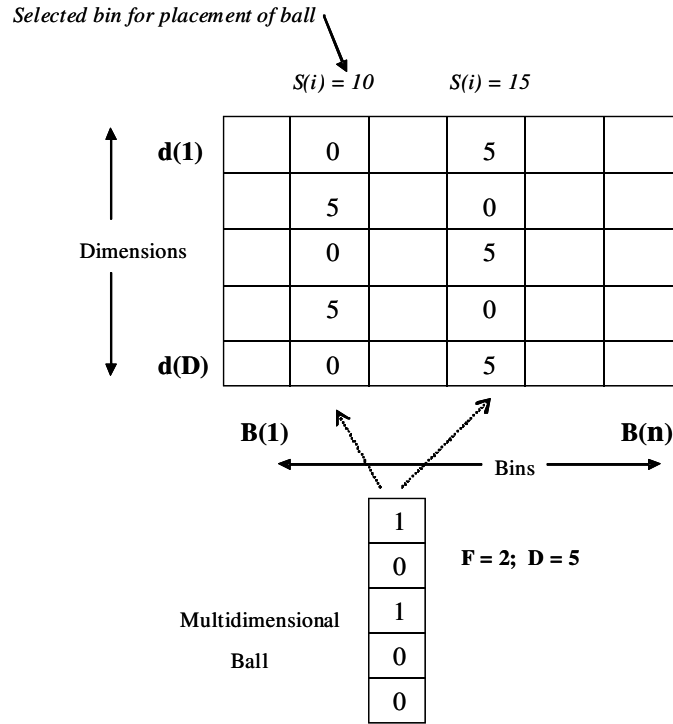 Selected bin for placement of ball
S(i) = 10 S(i) = 15
d(1) 0 5
5 0
Dimensions 0 5
5 0
d(D) 0 5
B(1) B(n)
Bins
1
F = 2; D = 5
0
1
Multidimensional
0
Ball
0